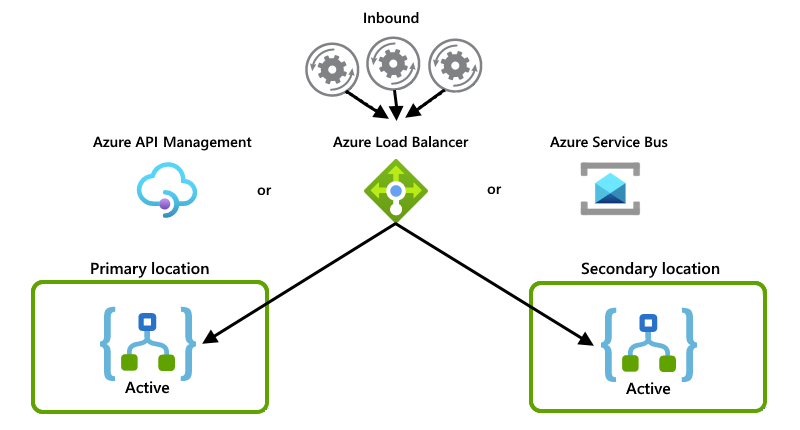 Inbound
Azure API Management
Azure Load Balancer
Azure Service Bus
or
or
Primary location
Secondary location
Active
Active